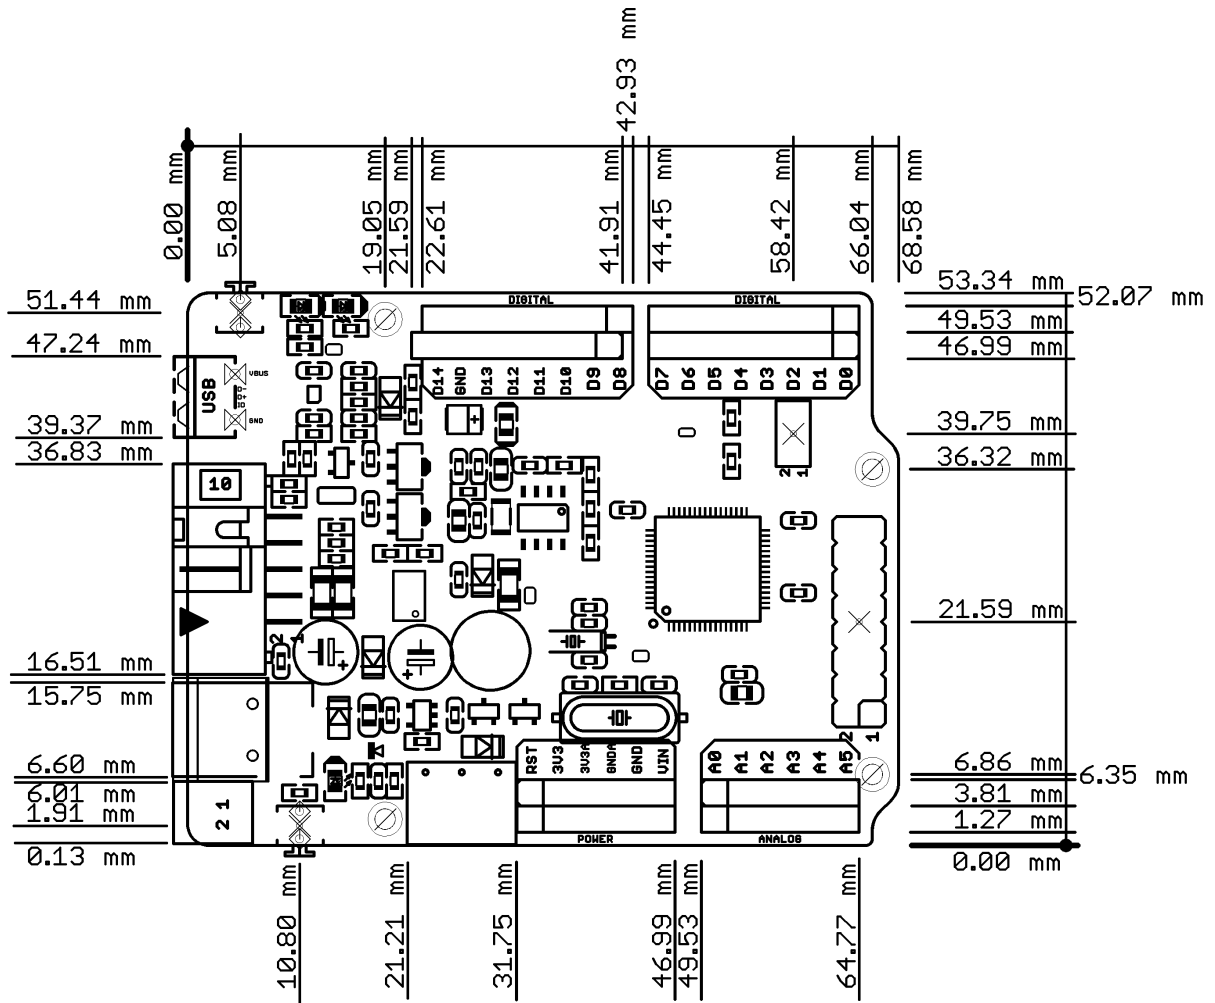 0.00 mm
5.08 mm
19.05 mm
21.59 mm
22.61 mm
41.91 mm
42.93 mm
44.45 mm
58.42 mm
66.04 mm
68.58 mm
51.44 mm
47.24 mm
39.37 mm
36.83 mm
16.51 mm
15.75 mm
6.60 mm
6.01 mm
1.91 mm
0.13 mm
DIGITAL
DIGITAL
D14
GND
D13
D12
D11
D10
D9
D8
D7
D6
D5
D4
D3
D2
D1
D0
USB
VBUS
D-
D+
ID
GND
10
2
1
2
1
+
+
2
1
2 1
RST
3V3
3V3A
GNDA
GND
VIN
A0
A1
A2
A3
A4
A5
POWER
ANALOG
53.34 mm
52.07 mm
49.53 mm
46.99 mm
39.75 mm
36.32 mm
21.59 mm
6.86 mm
6.35 mm
3.81 mm
1.27 mm
0.00 mm
10.80 mm
21.21 mm
31.75 mm
46.99 mm
49.53 mm
64.77 mm